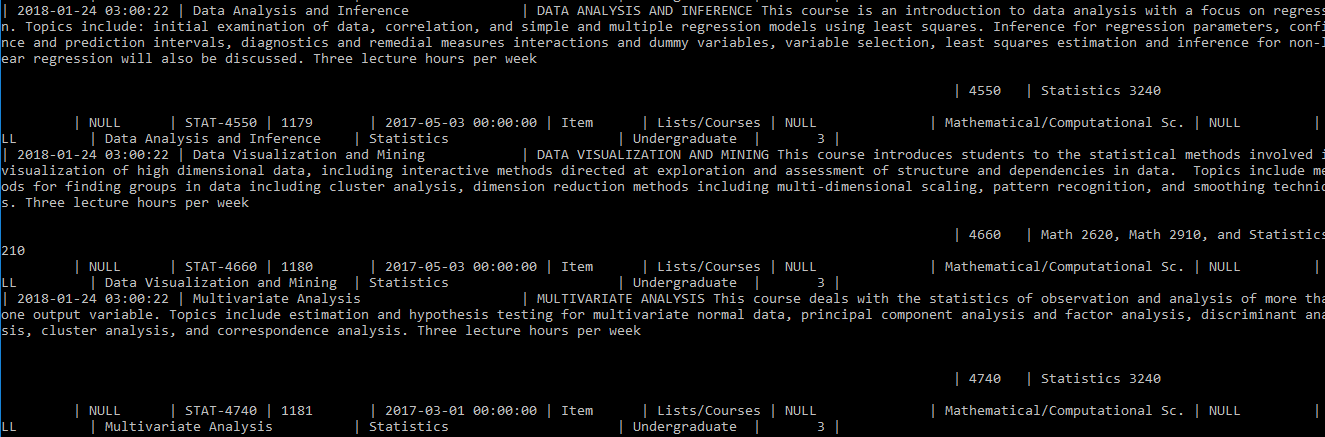 | 2018-01-24 03:00:22 | Data Analysis and Inference | DATA ANALYSIS AND INFERENCE This course is an introduction to data analysis with a focus on regress
n. Topics include: initial examination of data, correlation, and simple and multiple regression models using least squares. Inference for regression parameters, confi
nce and prediction intervals, diagnostics and remedial measures interactions and dummy variables, variable selection, least squares estimation and inference for non-l
ear regression will also be discussed. Three lecture hours per week
| 4550 | Statistics 3240
| NULL | STAT-4550 | 1179 | 2017-05-03 00:00:00 | Item | Lists/Courses | NULL | Mathematical/Computational Sc. | NULL |
LL | Data Analysis and Inference | Statistics | Undergraduate | 3 |
| 2018-01-24 03:00:22 | Data Visualization and Mining | DATA VISUALIZATION AND MINING This course introduces students to the statistical methods involved i
visualization of high dimensional data, including interactive methods directed at exploration and assessment of structure and dependencies in data. Topics include me
ods for finding groups in data including cluster analysis, dimension reduction methods including multi-dimensional scaling, pattern recognition, and smoothing techniq
s. Three lecture hours per week
| 4660 | Math 2620, Math 2910, and Statistics
210
| NULL | STAT-4660 | 1180 | 2017-05-03 00:00:00 | Item | Lists/Courses | NULL | Mathematical/Computational Sc. | NULL |
LL | Data Visualization and Mining | Statistics | Undergraduate | 3 |
| 2018-01-24 03:00:22 | Multivariate Analysis | MULTIVARIATE ANALYSIS This course deals with the statistics of observation and analysis of more tha
one output variable. Topics include estimation and hypothesis testing for multivariate normal data, principal component analysis and factor analysis, discriminant ana
sis, cluster analysis, and correspondence analysis. Three lecture hours per week
| 4740 | Statistics 3240
| NULL | STAT-4740 | 1181 | 2017-03-01 00:00:00 | Item | Lists/Courses | NULL | Mathematical/Computational Sc. | NULL |
LL | Multivariate Analysis | Statistics | Undergraduate | 3 |